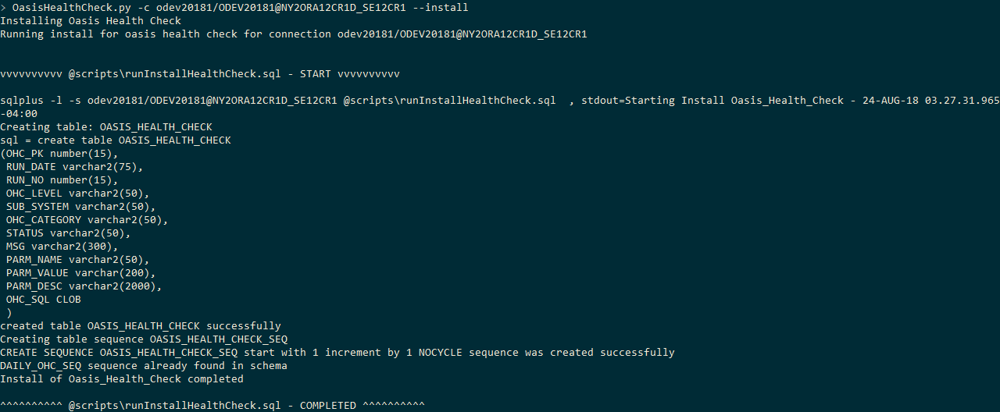 > OasisHealthCheck.py -c odev20181/ODEV20181@NY2ORA12CR1D_SE12CR1 --install
Installing Oasis Health Check
Running install for oasis health check for connection odev20181/ODEV20181@NY2ORA12CR1D_SE12CR1
vvvvvvvvvv @scripts\runInstallHealthCheck.sql - START vvvvvvvvvv
sqlplus -l -s odev20181/ODEV20181@NY2ORA12CR1D_SE12CR1 @scripts\runInstallHealthCheck.sql  , stdout=Starting Install Oasis_Health_Check - 24-AUG-18 03.27.31.965
-04:00
Creating table: OASIS_HEALTH_CHECK
sql = create table OASIS_HEALTH_CHECK
(OHC_PK number(15),
 RUN_DATE varchar2(75),
 RUN_NO number(15),
 OHC_LEVEL varchar2(50),
 SUB_SYSTEM varchar2(50),
 OHC_CATEGORY varchar2(50),
 STATUS varchar2(50),
 MSG varchar2(300),
 PARM_NAME varchar2(50),
 PARM_VALUE varchar(200),
 PARM_DESC varchar2(2000),
 OHC_SQL CLOB
 )
created table OASIS_HEALTH_CHECK successfully
Creating table sequence OASIS_HEALTH_CHECK_SEQ
CREATE SEQUENCE OASIS_HEALTH_CHECK_SEQ start with 1 increment by 1 NOCYCLE sequence was created successfully
DAILY_OHC_SEQ sequence already found in schema
Install of Oasis_Health_Check completed
^^^^^^^^^^ @scripts\runInstallHealthCheck.sql - COMPLETED ^^^^^^^^^^